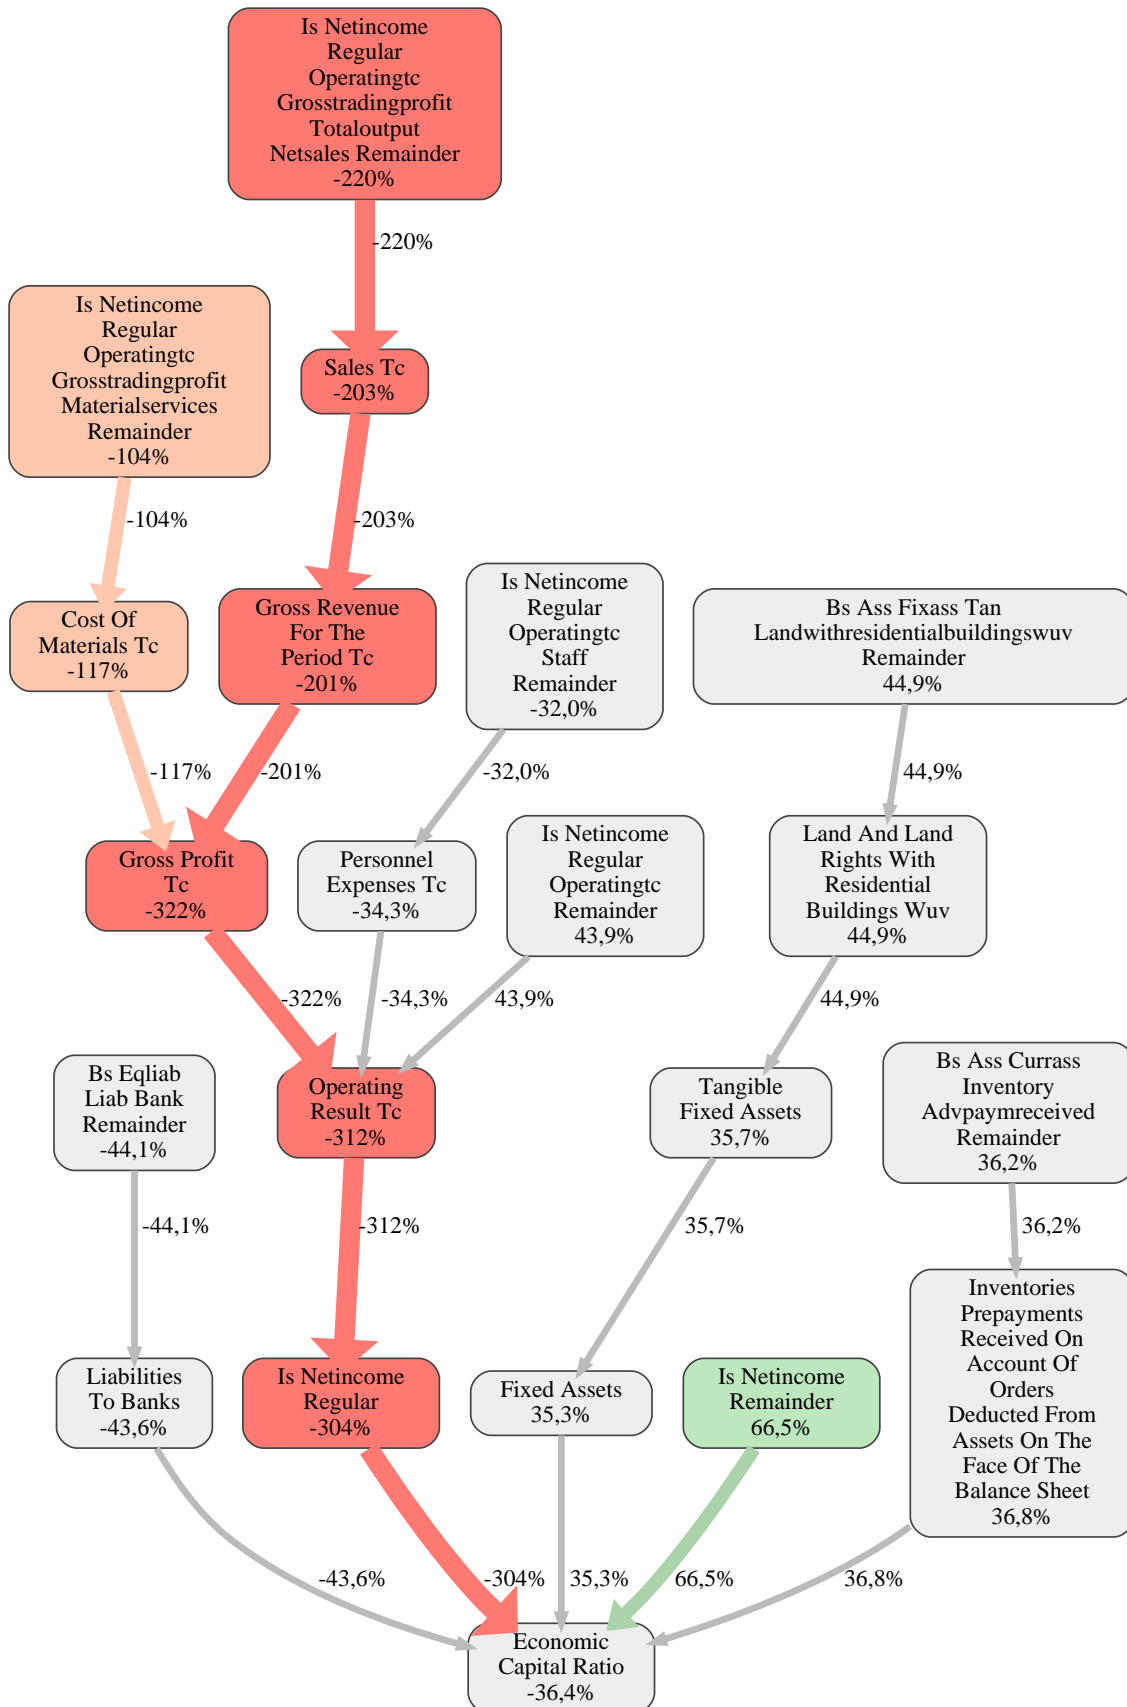 Is Netincome
Regular
Operatingtc
Grosstradingprofit
Totaloutput
Netsales Remainder
-220%
-220%
Is Netincome
Regular
Operatingtc
Grosstradingprofit
Materialservices
Remainder
-104%
Sales Tc
-203%
-104%
-203%
Cost Of
Materials Tc
-117%
Gross Revenue
For The
Period Tc
-201%
Is Netincome
Regular
Operatingtc
Staff
Remainder
-32,0%
Bs Ass Fixass Tan
Landwithresidentialbuildingswuv
Remainder
44,9%
-117%
-201%
-32,0%
44,9%
Gross Profit
Tc
-322%
Personnel
Expenses Tc
-34,3%
Is Netincome
Regular
Operatingtc
Remainder
43,9%
Land And Land
Rights With
Residential
Buildings Wuv
44,9%
-322%
-34,3%
43,9%
44,9%
Bs Eqliab
Liab Bank
Remainder
-44,1%
Operating
Result Tc
-312%
Tangible
Fixed Assets
35,7%
Bs Ass Currass
Inventory
Advpaymreceived
Remainder
36,2%
-44,1%
-312%
35,7%
36,2%
Liabilities
To Banks
-43,6%
Is Netincome
Regular
-304%
Fixed Assets
35,3%
Is Netincome
Remainder
66,5%
Inventories
Prepayments
Received On
Account Of
Orders
Deducted From
Assets On The
Face Of The
Balance Sheet
36,8%
-43,6%
-304%
35,3%
66,5%
36,8%
Economic
Capital Ratio
-36,4%